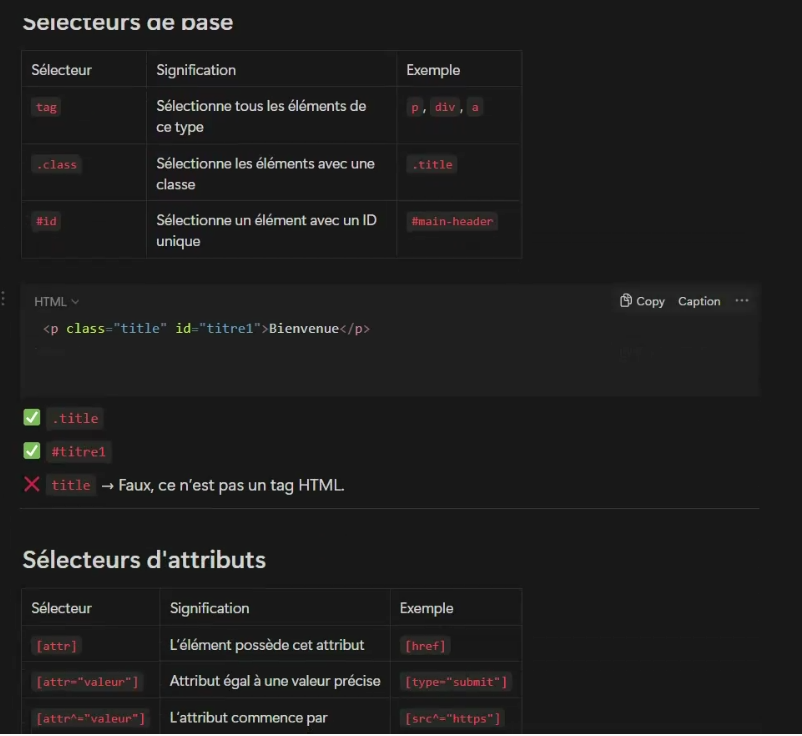 Sélecteurs de base
Sélecteur Signification Exemple
tag Sélectionne tous les éléments de p , div , a
ce type
.class Sélectionne les éléments avec une .title
classe
#id Sélectionne un élément avec un ID #main-header
unique
HTML Copy Caption ···
<p class="title" id="titre1">Bienvenue</p>
✅ .title
✅ #titre1
❌ title → Faux, ce n'est pas un tag HTML.
Sélecteurs d'attributs
Sélecteur Signification Exemple
[attr] L'élément possède cet attribut [href]
[attr="valeur"] Attribut égal à une valeur précise [type="submit"]
[attr^="valeur"] L'attribut commence par [src^="https"]